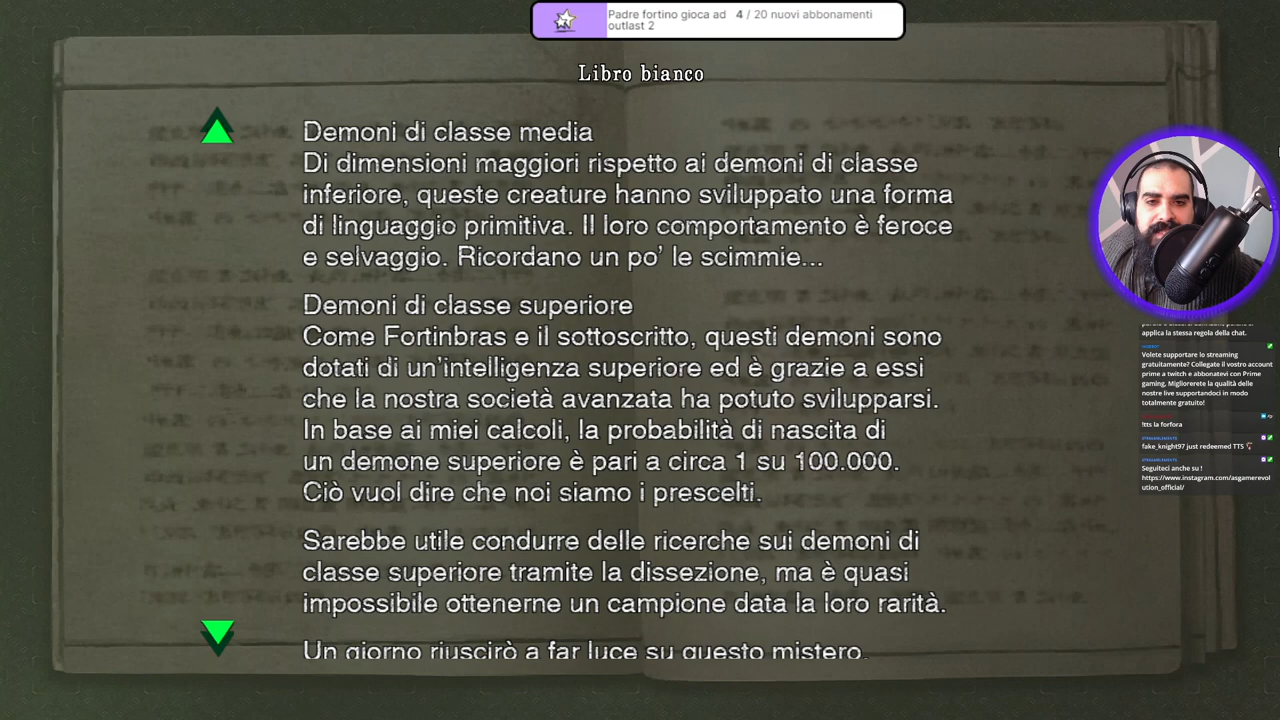 Padre fortino gioca ad outlast 2
4 / 20 nuovi abbonamenti
Libro bianco
Demoni di classe media
Di dimensioni maggiori rispetto ai demoni di classe
inferiore, queste creature hanno sviluppato una forma
di linguaggio primitiva. Il loro comportamento è feroce
e selvaggio. Ricordano un po' le scimmie...
Demoni di classe superiore
Come Fortinbras e il sottoscritto, questi demoni sono
dotati di un'intelligenza superiore ed è grazie a essi
che la nostra società avanzata ha potuto svilupparsi.
In base ai miei calcoli, la probabilità di nascita di
un demone superiore è pari a circa 1 su 100.000.
Ciò vuol dire che noi siamo i prescelti.
Sarebbe utile condurre delle ricerche sui demoni di
classe superiore tramite la dissezione, ma è quasi
impossibile ottenerne un campione data la loro rarità.
Un giorno riuscirò a far luce su questo mistero.
applica la stessa regola della chat.
Volete supportare lo streaming
gratuitamente? Collegate il vostro account
prime a twitch e abbonatevi con Prime
gaming, Migliorerete la qualità delle
nostre live supportandoci in modo
totalmente gratuito!
!tts la forfora
fake_knight97 just redeemed TTS
Seguiteci anche su !
https://www.instagram.com/asgamerevol
ution_official/